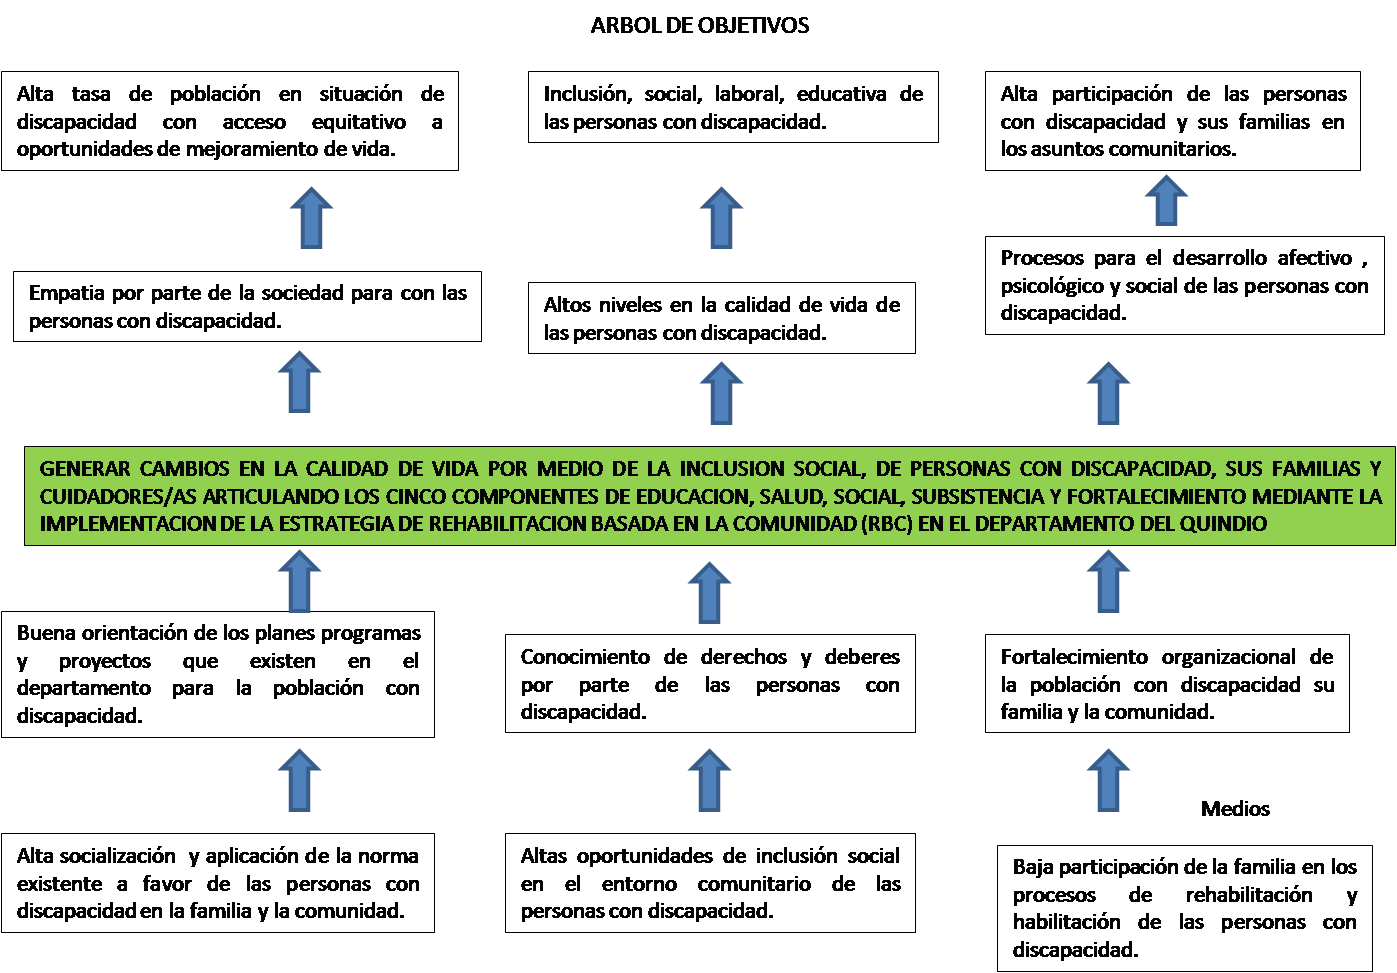 ARBOL DE OBJETIVOS
Alta tasa de población en situación de
discapacidad con acceso equitativo a
oportunidades de mejoramiento de vida.
Inclusión, social, laboral, educativa de
las personas con discapacidad.
Alta participación de las personas
con discapacidad y sus familias en
los asuntos comunitarios.
Empatia por parte de la sociedad para con las
personas con discapacidad.
Altos niveles en la calidad de vida de
las personas con discapacidad.
Procesos para el desarrollo afectivo ,
psicológico y social de las personas con
discapacidad.
GENERAR CAMBIOS EN LA CALIDAD DE VIDA POR MEDIO DE LA INCLUSION SOCIAL, DE PERSONAS CON DISCAPACIDAD, SUS FAMILIAS Y
CUIDADORES/AS ARTICULANDO LOS CINCO COMPONENTES DE EDUCACION, SALUD, SOCIAL, SUBSISTENCIA Y FORTALECIMIENTO MEDIANTE LA
IMPLEMENTACION DE LA ESTRATEGIA DE REHABILITACION BASADA EN LA COMUNIDAD (RBC) EN EL DEPARTAMENTO DEL QUINDIO
Buena orientación de los planes programas
y proyectos que existen en el
departamento para la población con
discapacidad.
Conocimiento de derechos y deberes
por parte de las personas con
discapacidad.
Fortalecimiento organizacional de
la población con discapacidad su
familia y la comunidad.
Medios
Alta socialización y aplicación de la norma
existente a favor de las personas con
discapacidad en la familia y la comunidad.
Altas oportunidades de inclusión social
en el entorno comunitario de las
personas con discapacidad.
Baja participación de la familia en los
procesos de rehabilitación y
habilitación de las personas con
discapacidad.